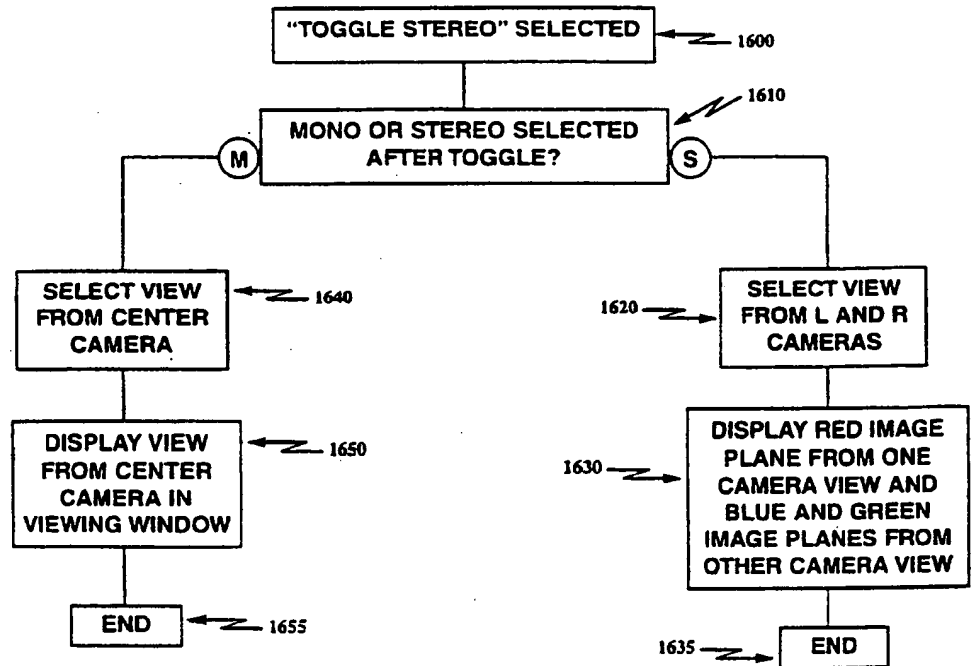 "TOGGLE STEREO" SELECTED
1600
1610
MONO OR STEREO SELECTED
AFTER TOGGLE?
M
S
SELECT VIEW
FROM CENTER
CAMERA
1640
1620
SELECT VIEW
FROM L AND R
CAMERAS
DISPLAY VIEW
FROM CENTER
CAMERA IN
VIEWING WINDOW
1650
1630
DISPLAY RED IMAGE
PLANE FROM ONE
CAMERA VIEW AND
BLUE AND GREEN
IMAGE PLANES FROM
OTHER CAMERA VIEW
END
1655
1635
END